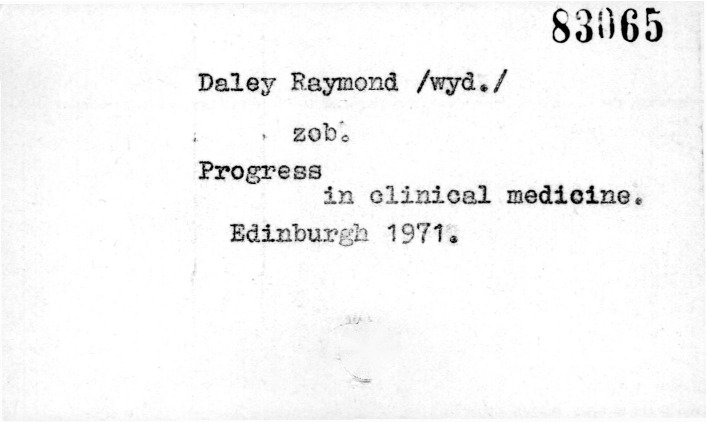 83065
Daley Raymond /wyd./
zob.
Progress
in clinical medicine.
Edinburgh 1971.